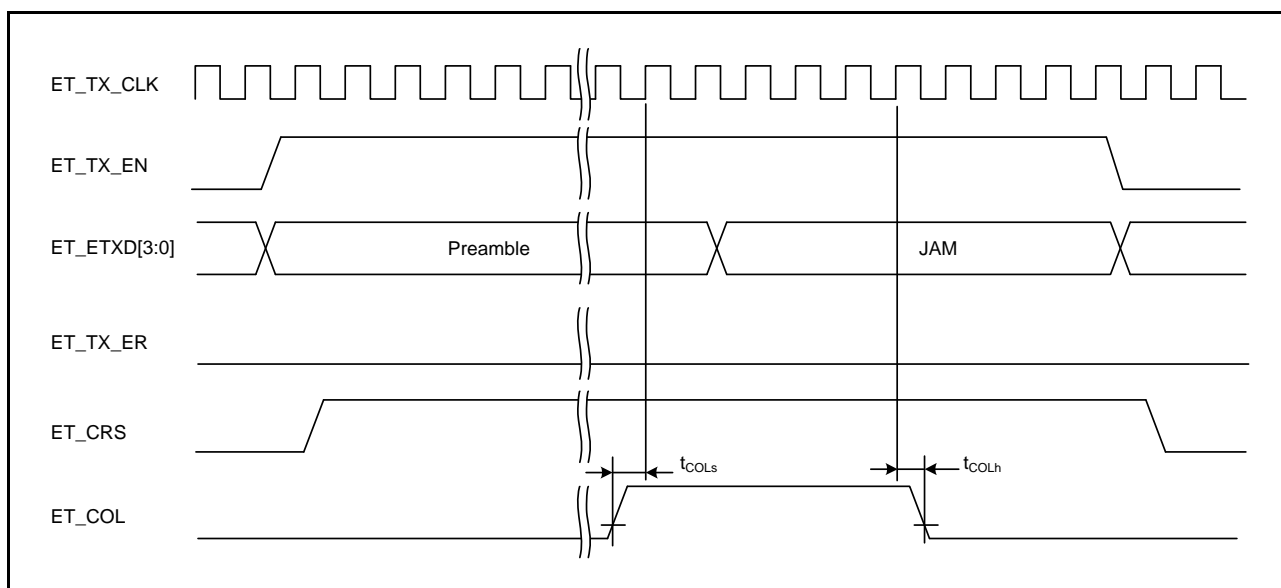 ET_TX_CLK
ET_TX_EN
ET_ETXD[3:0]
Preamble
JAM
ET_TX_ER
ET_CRS
tCOLs
tCOLh
ET_COL